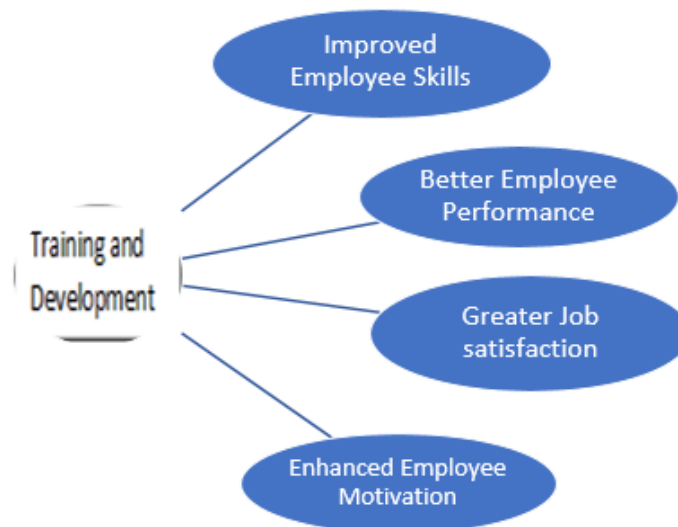 Improved
Employee Skills
Better Employee
Performance
Training and
Development
Greater Job
satisfaction
Enhanced Employee
Motivation